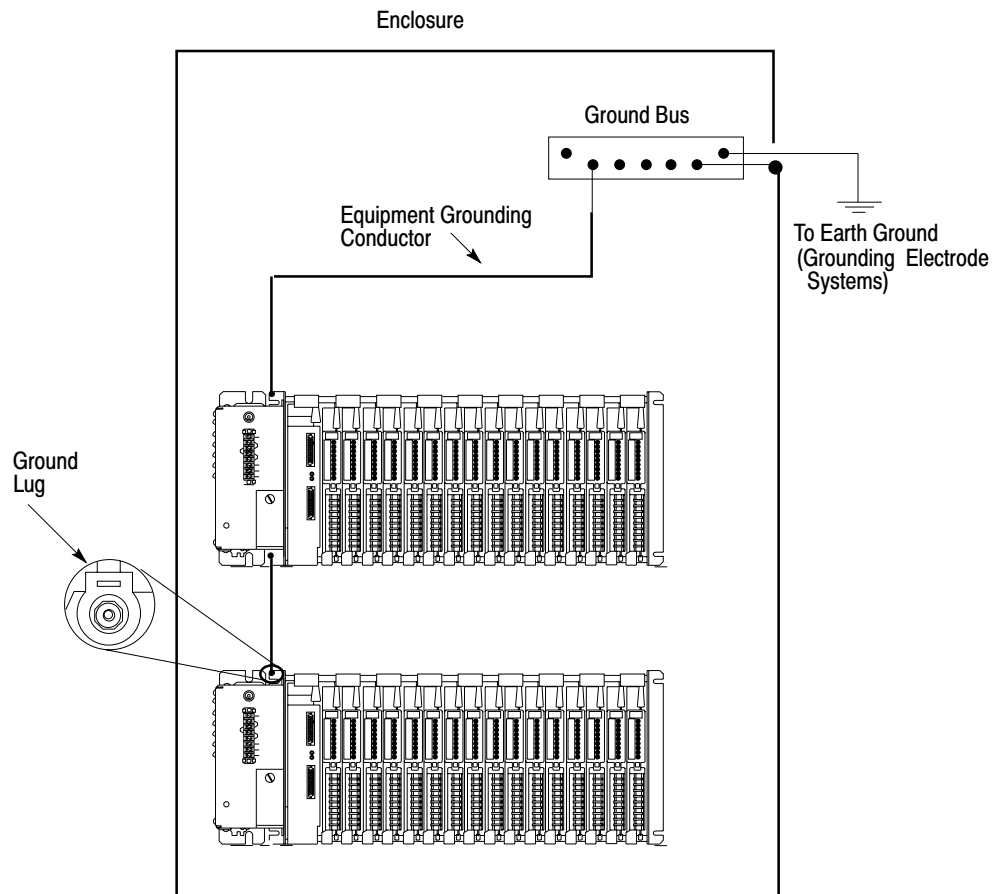 Enclosure
Ground Bus
Equipment Grounding
Conductor
To Earth Ground
(Grounding Electrode
Systems)
Ground
Lug